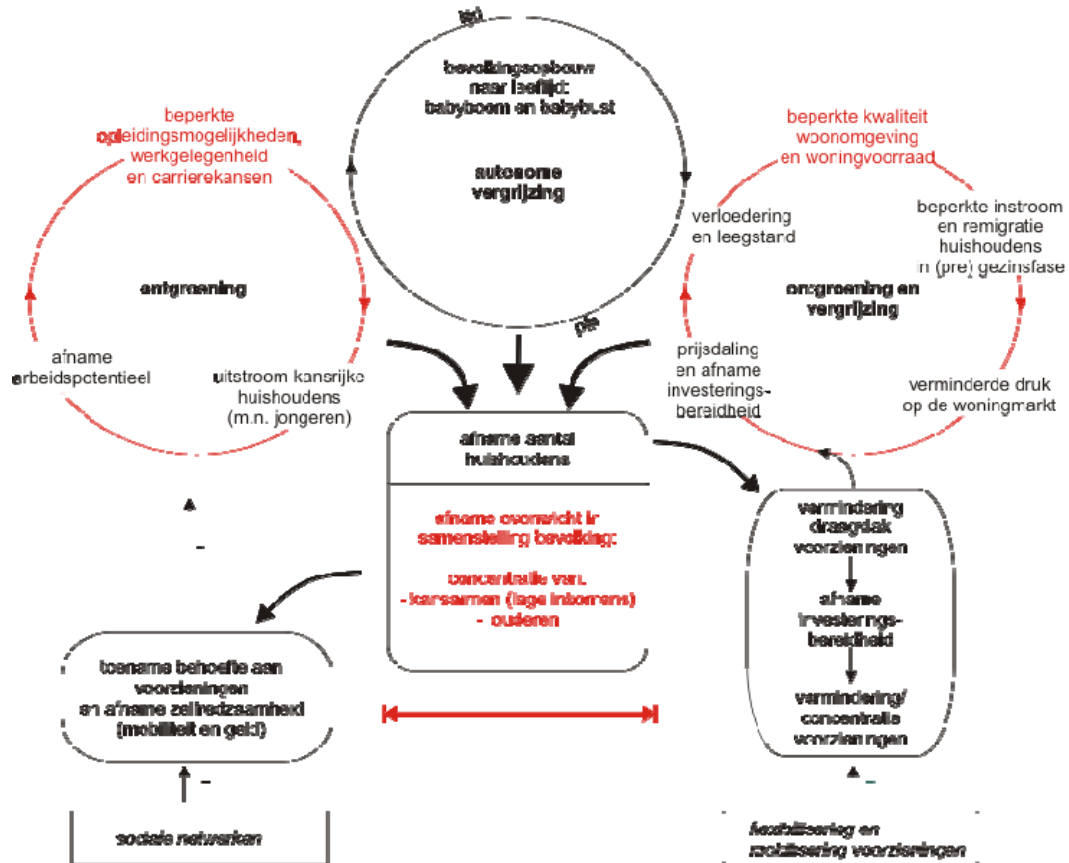 tijd
bevolkingsopbouw
naar leeftijd:
babyboom en babybust
autonome
vergrijzing
plek
beperkte
opleidingsmogelijkheden,
werkgelegenheid
en carrierekansen
ontgroening
afname
arbeidspotentieel
uitstroom kansrijke
huishoudens
(m.n. jongeren)
beperkte kwaliteit
woonomgeving
en woningvoorraad
verloedering
en leegstand
beperkte instroom
en remigratie
huishoudens
in (pre) gezinsfase
ontgroening en
vergrijzing
prijsdaling
en afname
investerings-
bereidheid
verminderde druk
op de woningmarkt
afname aantal
huishoudens
afname evenwicht in
samenstelling bevolking:
concentratie van:
- kansarmen (lage inkomens)
- ouderen
vermindering
draagvlak
voorzieningen
afname
investerings-
bereidheid
vermindering/
concentratie
voorzieningen
toename behoefte aan
voorzieningen
en afname zelfredzaamheid
(mobiliteit en geld)
sociale netwerken
flexibilisering en
mobilisering voorzieningen